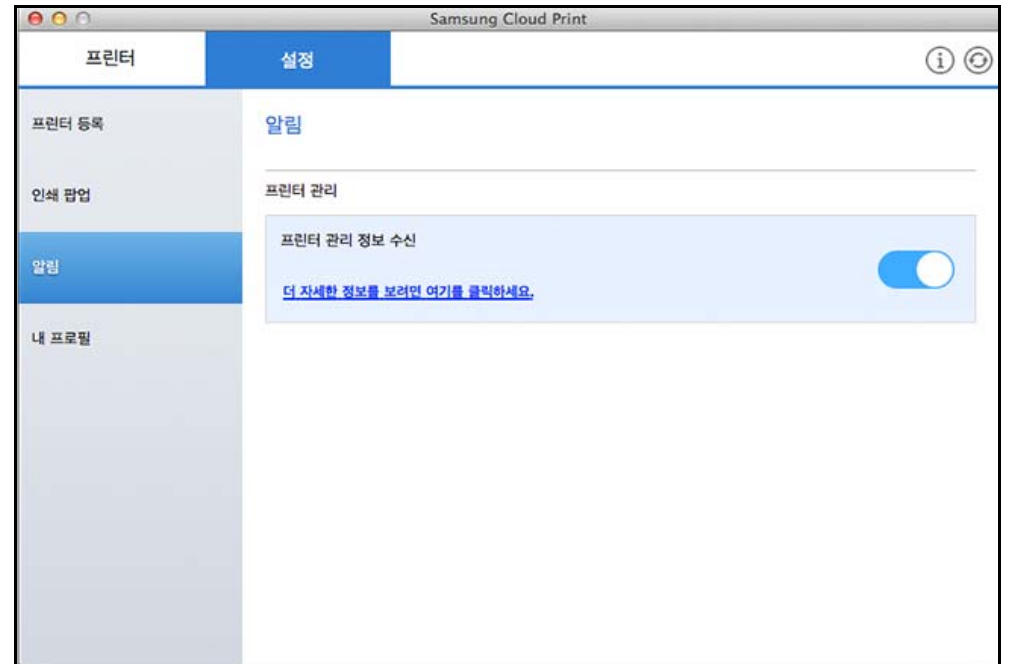 Samsung Cloud Print
프린터
설정
프린터 등록
인쇄 팝업
알림
내 프로필
알림
프린터 관리
프린터 관리 정보 수신
더 자세한 정보를 보려면 여기를 클릭하세요.